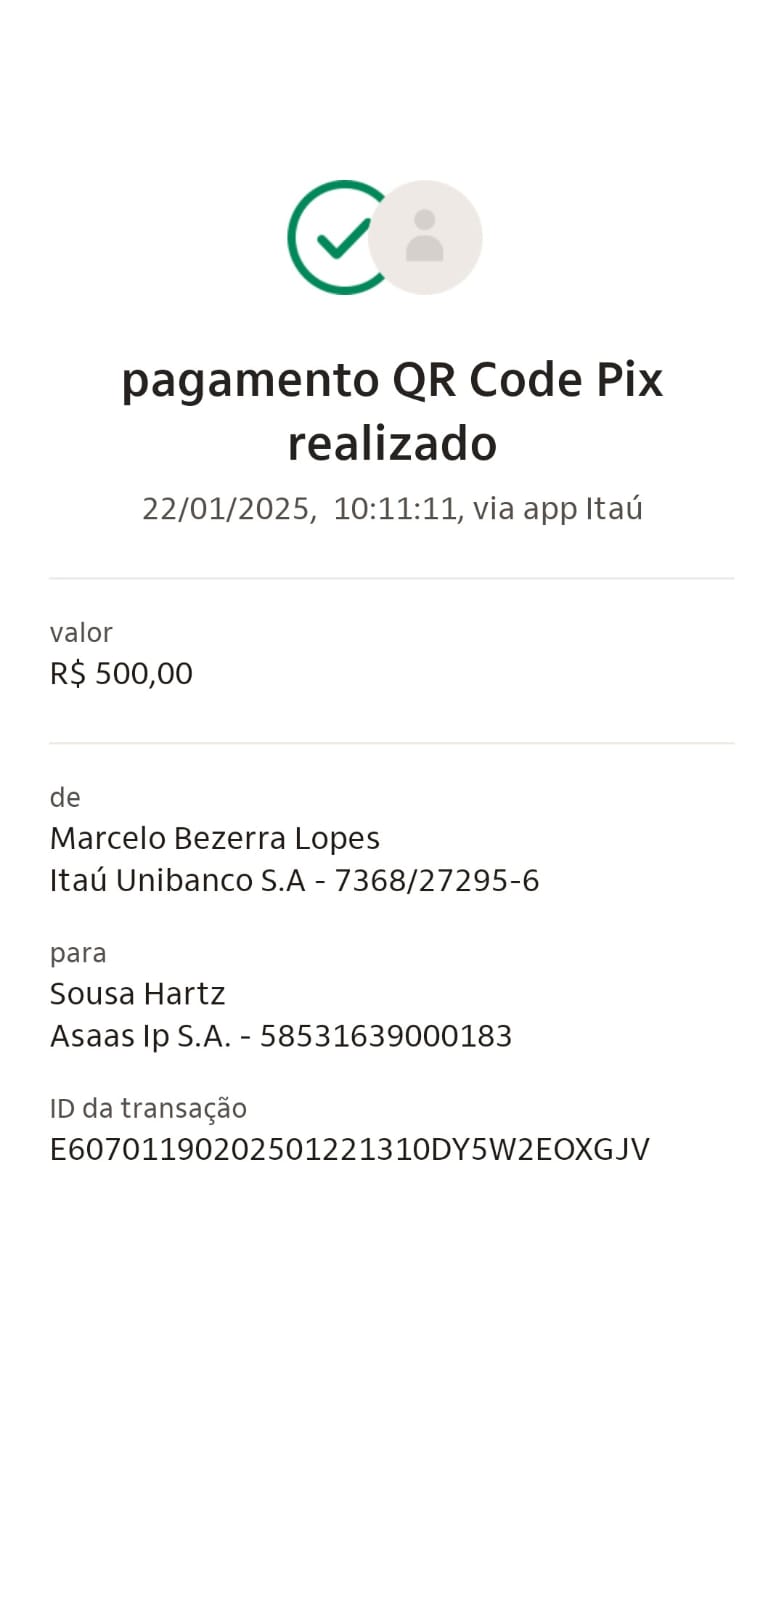 pagamento QR Code Pix
realizado
22/01/2025, 10:11:11, via app Itaú
valor
R$ 500,00
de
Marcelo Bezerra Lopes
Itaú Unibanco S.A - 7368/27295-6
para
Sousa Hartz
Asaas Ip S.A. - 58531639000183
ID da transação
E60701190202501221310DY5W2EOXGJV